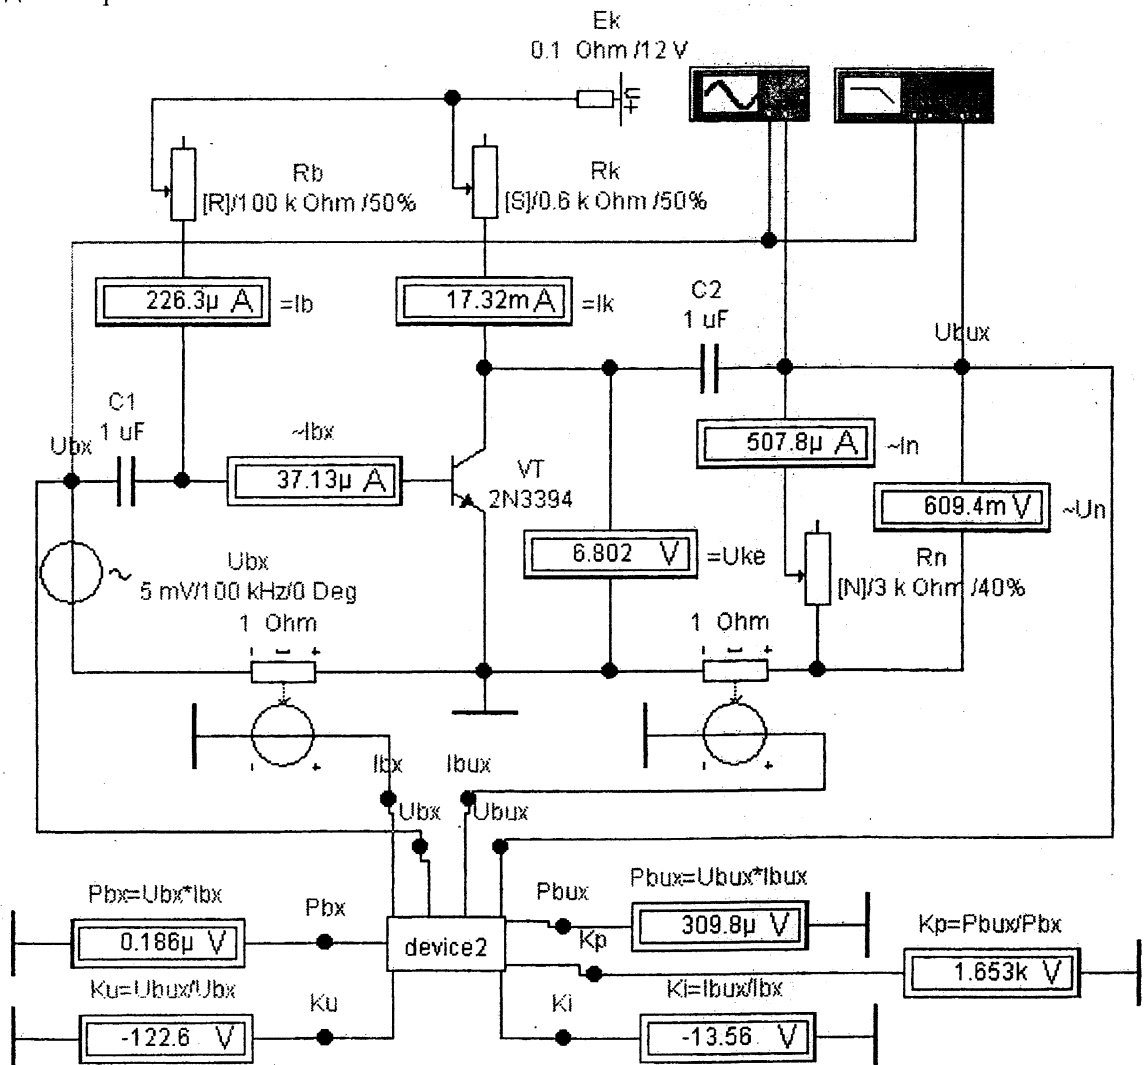 Ek
0.1 Ohm /12 V
Rb
[R]/100 k Ohm /50%
Rk
[S]/0.6 k Ohm /50%
226.3µ A
=Ib
17.32m A
=Ik
C2
1 uF
Ubux
C1
1 uF
Ubx
~Ibx
37.13µ A
VT
2N3394
507.8µ A
~In
609.4m V
~Un
6.802 V
=Uke
Rn
[N]/3 k Ohm /40%
Ubx
5 mV/100 kHz/0 Deg
1 Ohm
1 Ohm
Ibx
Ibux
Ubx
Ubux
Pbx=Ubx*Ibx
0.186µ V
Pbx
device2
Pbux
Pbux=Ubux*Ibux
309.8µ V
Kp
Kp=Pbux/Pbx
1.653k V
Ku=Ubux/Ubx
-122.6 V
Ku
Ki
Ki=Ibux/Ibx
-13.56 V